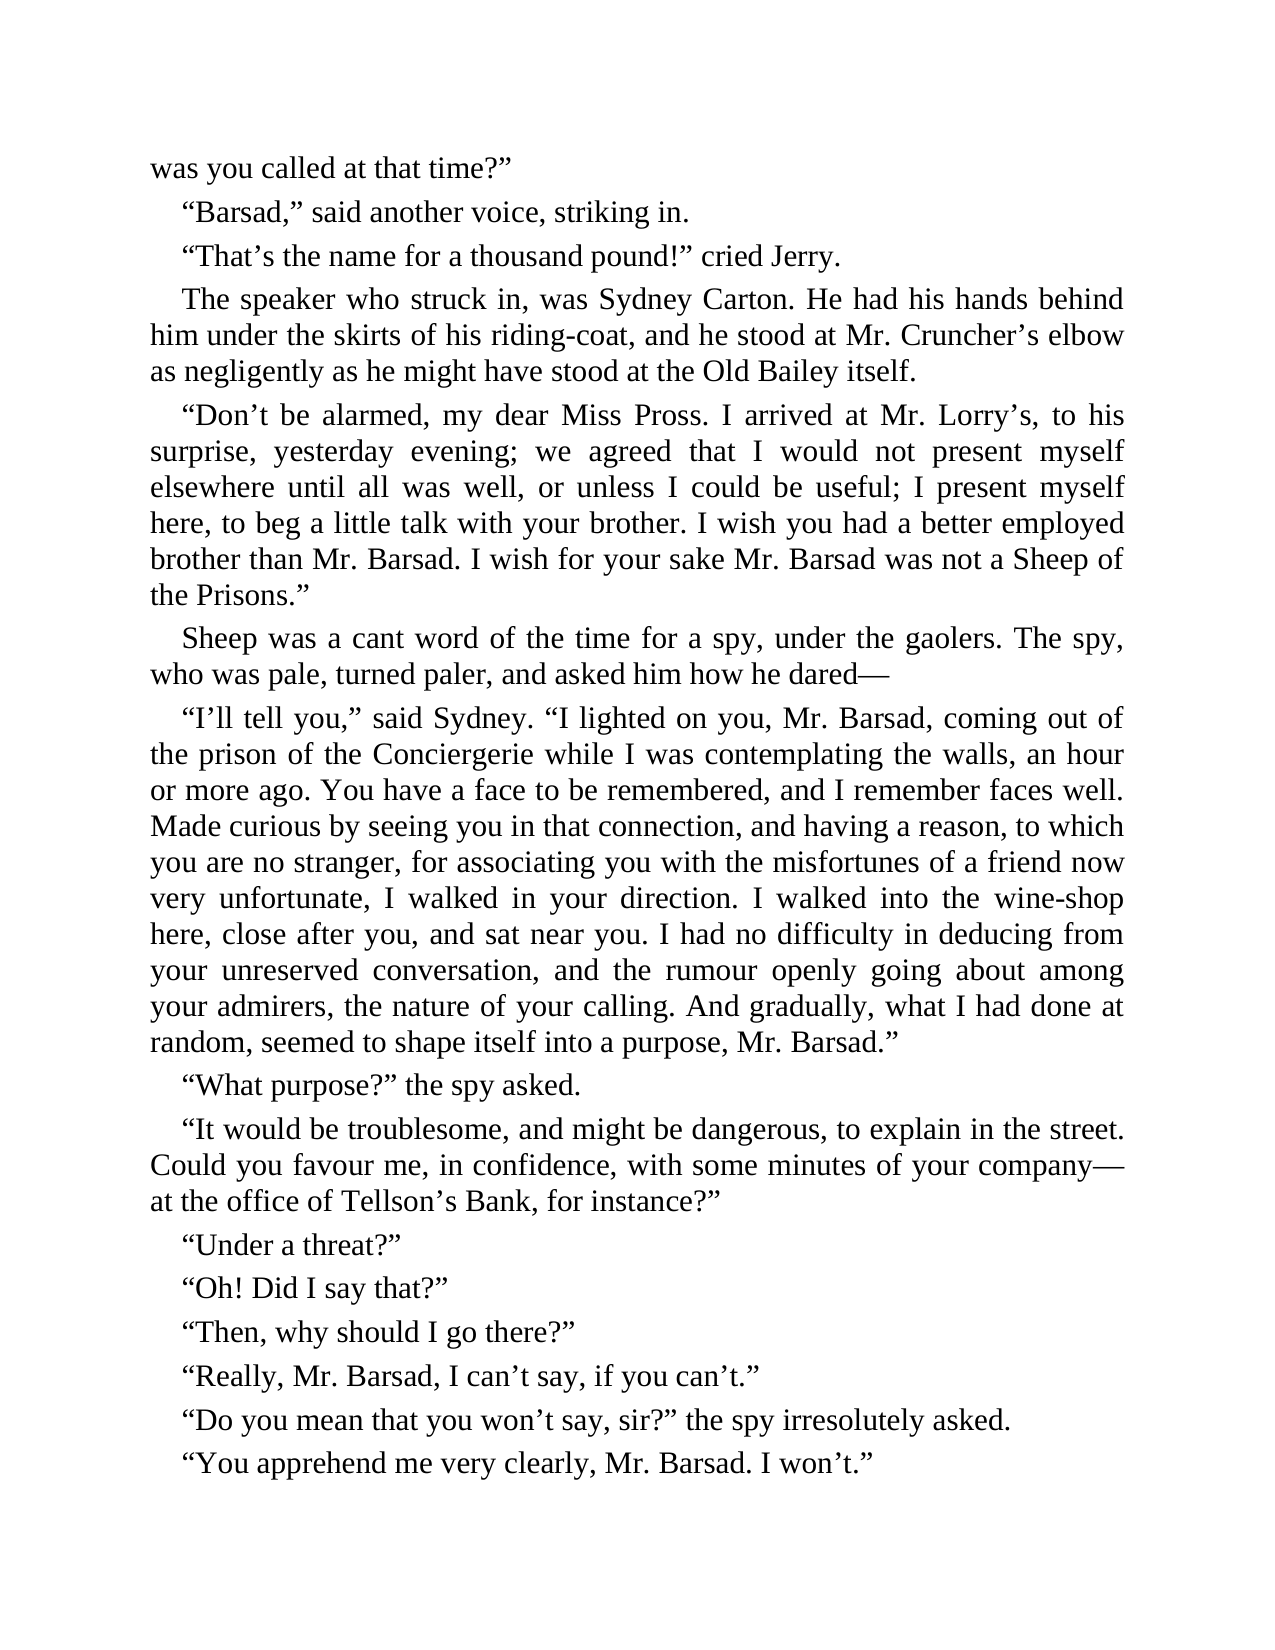 was you called at that time?”
“Barsad,” said another voice, striking in.
“That’s the name for a thousand pound!” cried Jerry.
The speaker who struck in, was Sydney Carton. He had his hands behind
him under the skirts of his riding-coat, and he stood at Mr. Cruncher’s elbow
as negligently as he might have stood at the Old Bailey itself.
“Don’t be alarmed, my dear Miss Pross. I arrived at Mr. Lorry’s, to his
surprise, yesterday evening; we agreed that I would not present myself
elsewhere until all was well, or unless I could be useful; I present myself
here, to beg a little talk with your brother. I wish you had a better employed
brother than Mr. Barsad. I wish for your sake Mr. Barsad was not a Sheep of
the Prisons.”
Sheep was a cant word of the time for a spy, under the gaolers. The spy,
who was pale, turned paler, and asked him how he dared—
“I’ll tell you,” said Sydney. “I lighted on you, Mr. Barsad, coming out of
the prison of the Conciergerie while I was contemplating the walls, an hour
or more ago. You have a face to be remembered, and I remember faces well.
Made curious by seeing you in that connection, and having a reason, to which
you are no stranger, for associating you with the misfortunes of a friend now
very unfortunate, I walked in your direction. I walked into the wine-shop
here, close after you, and sat near you. I had no difficulty in deducing from
your unreserved conversation, and the rumour openly going about among
your admirers, the nature of your calling. And gradually, what I had done at
random, seemed to shape itself into a purpose, Mr. Barsad.”
“What purpose?” the spy asked.
“It would be troublesome, and might be dangerous, to explain in the street.
Could you favour me, in confidence, with some minutes of your company—
at the office of Tellson’s Bank, for instance?”
“Under a threat?”
“Oh! Did I say that?”
“Then, why should I go there?”
“Really, Mr. Barsad, I can’t say, if you can’t.”
“Do you mean that you won’t say, sir?” the spy irresolutely asked.
“You apprehend me very clearly, Mr. Barsad. I won’t.”